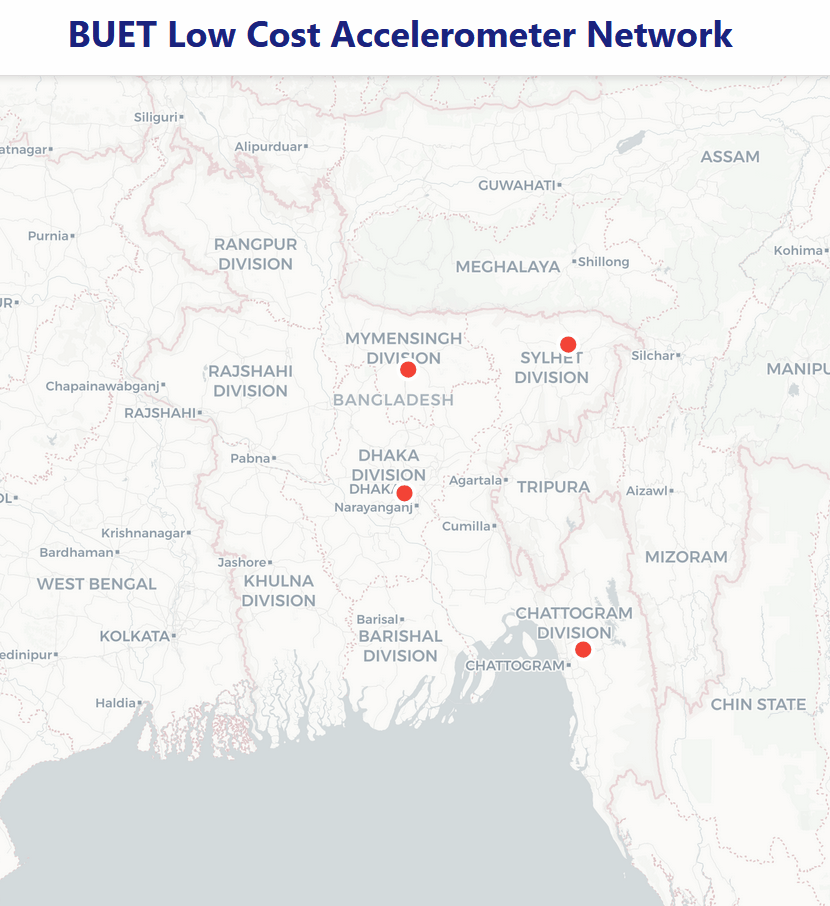 BUET Low Cost Accelerometer Network
Siliguri
Alipurduar
atnagar
ASSAM
GUWAHATI
Purnia
RANGPUR
DIVISION
MEGHALAYA
Shillong
Kohima
UR
MYMENSINGH
DIVISION
SYLHET
DIVISION
Silchar
MANIPU
RAJSHAHI
DIVISION
Chapainawabganj
BANGLADESH
RAJSHAHI
DHAKA
DIVISION
Pabna
Agartala
TRIPURA
Aizawl
DHAKA
Narayanganj
OL
Cumilla
Krishnanagar
Bardhaman
Jashore
MIZORAM
WEST BENGAL
KHULNA
DIVISION
CHATTOGRAM
DIVISION
Barisal
BARISHAL
DIVISION
KOLKATA
edinipur
CHATTOGRAM
Haldia
CHIN STATE